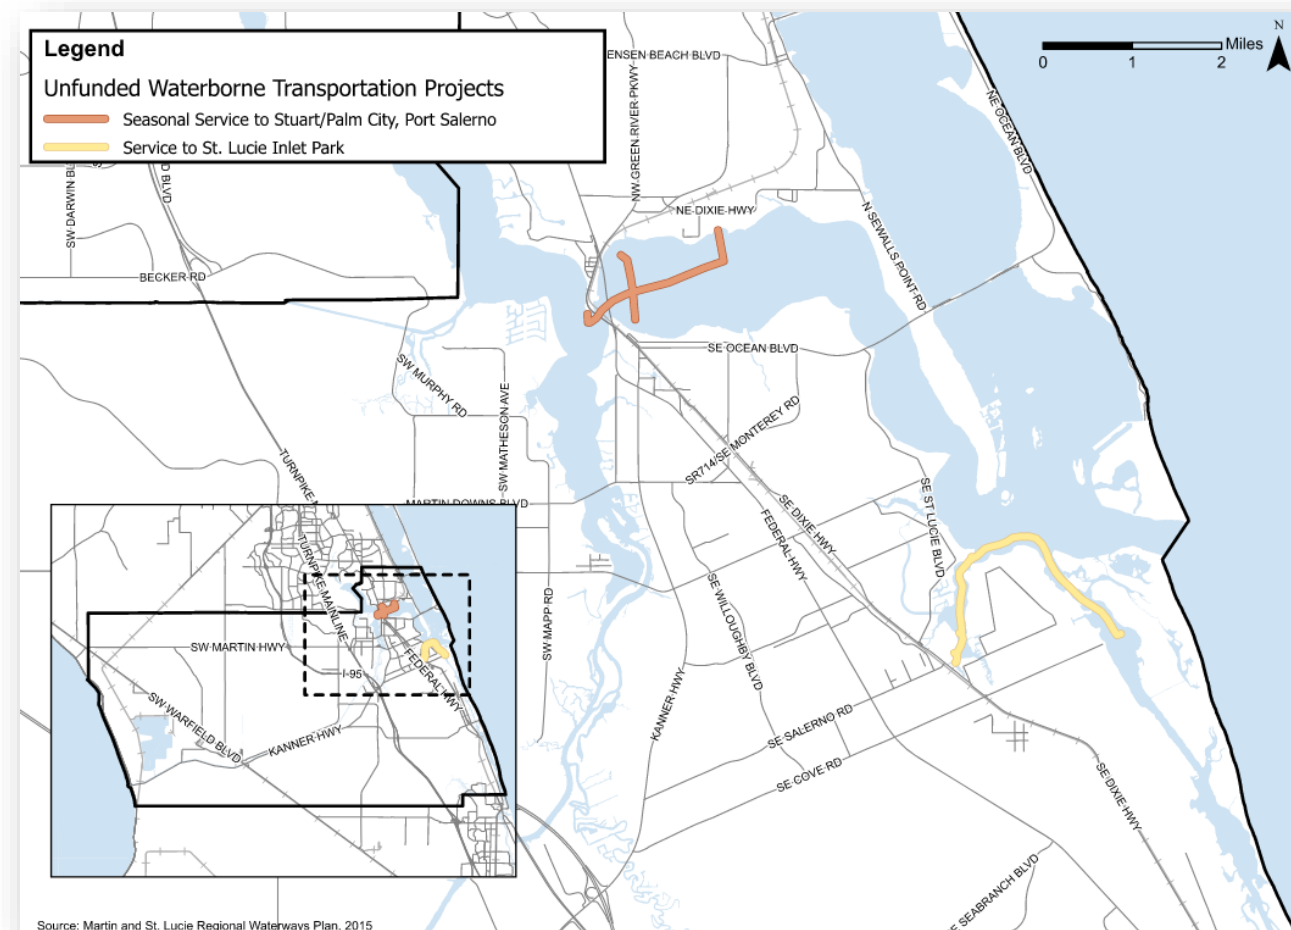 Legend
Unfunded Waterborne Transportation Projects
Seasonal Service to Stuart/Palm City, Port Salerno
Service to St. Lucie Inlet Park
ENSEN BEACH BLVD
Miles
0 1 2
N
NW GREEN RIVER PKWY
NE OCEAN BLVD
SW DARWIN BL
D BLVD
NE DIXIE HWY
N SEWALLS POINT RD
BECKER RD
SE OCEAN BLVD
SW MURPHY RD
SW MATHESON AVE
SR714/SE MONTEREY RD
TURNPIKE
MARTIN DOWNS BLVD
SE DIXIE HWY
FEDERAL HWY
SE ST LUCIE BLVD
SW MAPP RD
SE WILLOUGHBY BLVD
KANNER HWY
SE SALERNO RD
SE COVE RD
SE DIXIE HWY
E SEABRANCH BLVD
TURNPIKE MAINLINE
SW MARTIN HWY
I-95
FEDERAL HWY
SW WARFIELD BLVD
KANNER HWY
Source: Martin and St. Lucie Regional Waterways Plan, 2015